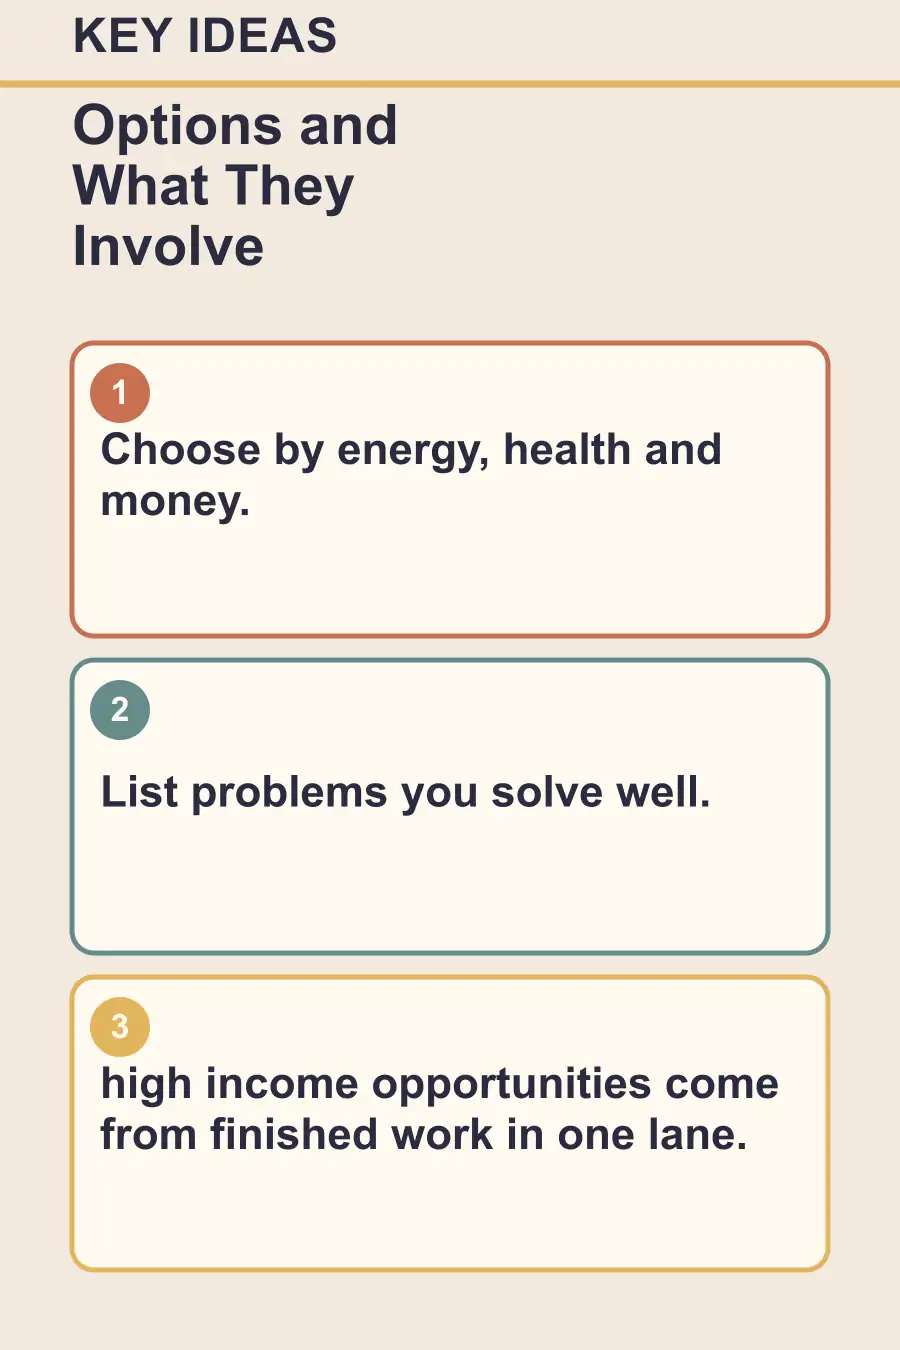 KEY IDEAS
Options and
What They
Involve
1
Choose by energy, health and
money.
2
List problems you solve well.
3
high income opportunities come
from finished work in one lane.